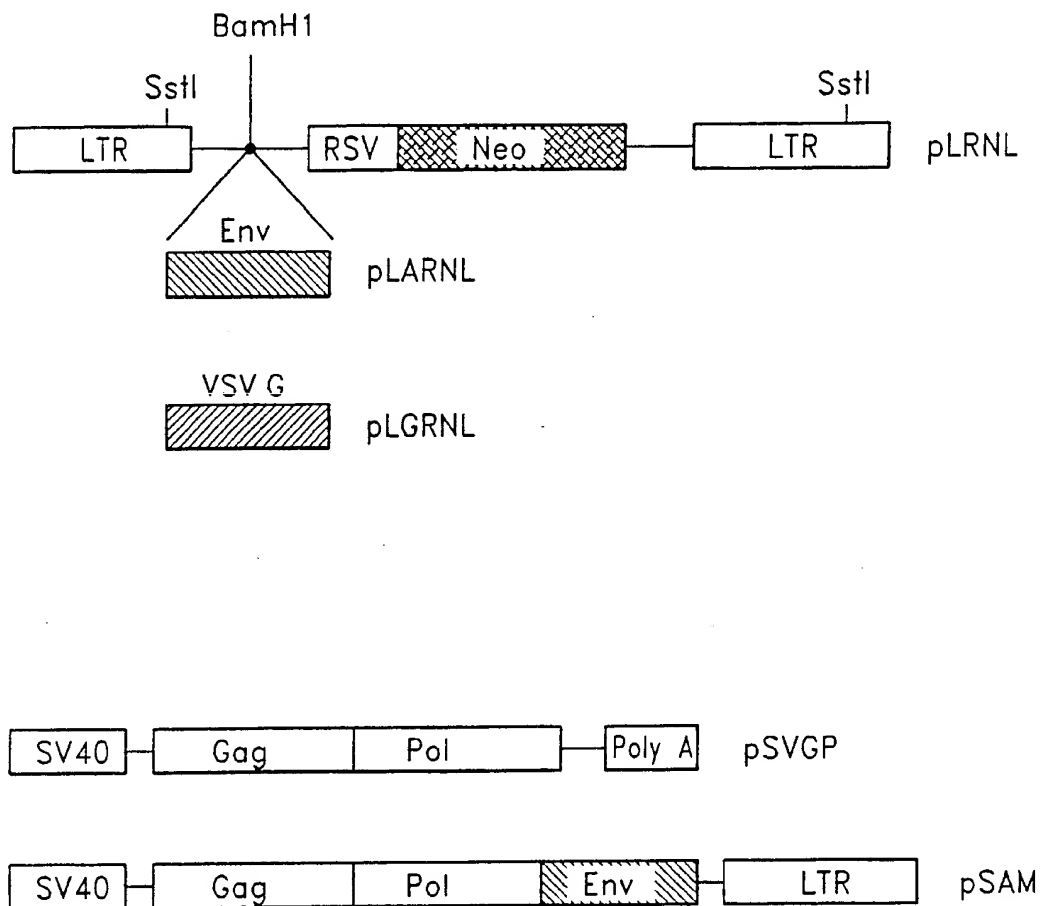 BamH1
SstI SstI
LTR RSV Neo LTR pLRNL
Env
pLARNL
VSV G
pLGRNL
SV40 Gag Pol Poly A pSVGP
SV40 Gag Pol Env LTR pSAM